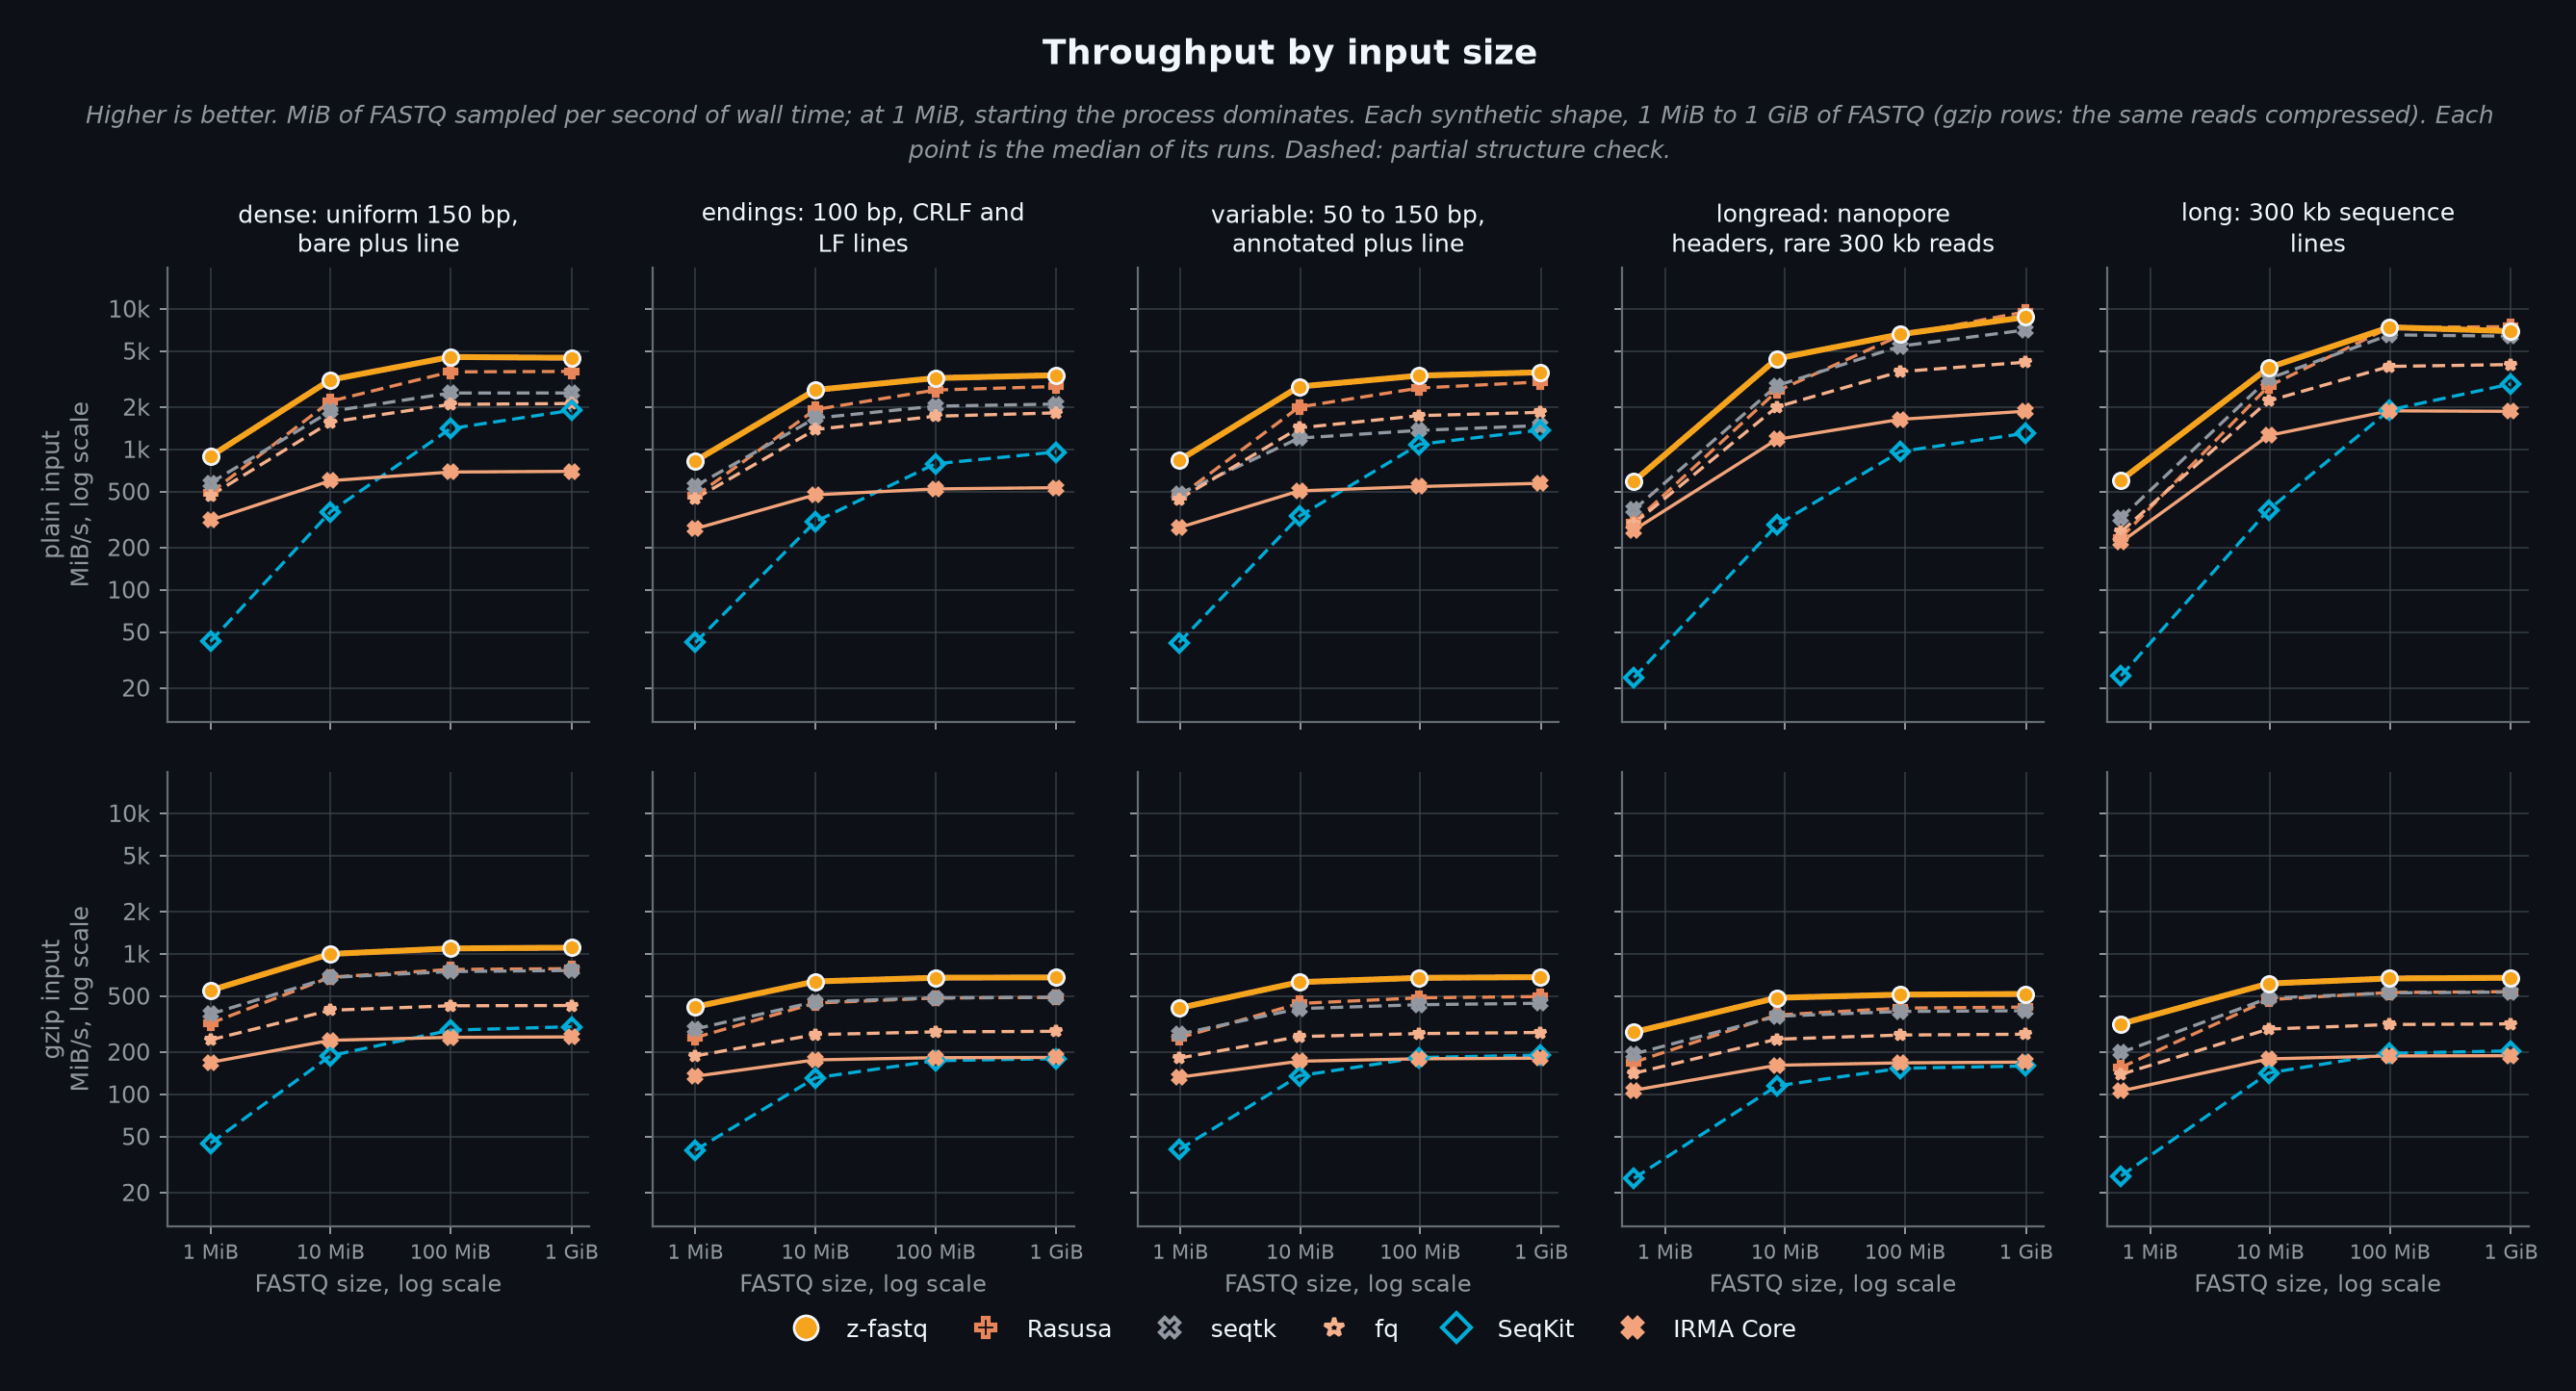 Throughput by input size
Higher is better. MiB of FASTQ sampled per second of wall time; at 1 MiB, starting the process dominates. Each synthetic shape, 1 MiB to 1 GiB of FASTQ (gzip rows: the same reads compressed). Each
point is the median of its runs. Dashed: partial structure check.
dense: uniform 150 bp,
bare plus line
endings: 100 bp, CRLF and
LF lines
variable: 50 to 150 bp,
annotated plus line
longread: nanopore
headers, rare 300 kb reads
long: 300 kb sequence
lines
plain input
MiB/s, log scale
10k
5k
2k
1k
500
200
100
50
20
gzip input
MiB/s, log scale
10k
5k
2k
1k
500
200
100
50
20
1 MiB 10 MiB 100 MiB 1 GiB
FASTQ size, log scale
1 MiB 10 MiB 100 MiB 1 GiB
FASTQ size, log scale
1 MiB 10 MiB 100 MiB 1 GiB
FASTQ size, log scale
1 MiB 10 MiB 100 MiB 1 GiB
FASTQ size, log scale
1 MiB 10 MiB 100 MiB 1 GiB
FASTQ size, log scale
z-fastq Rasusa seqtk fq SeqKit IRMA Core